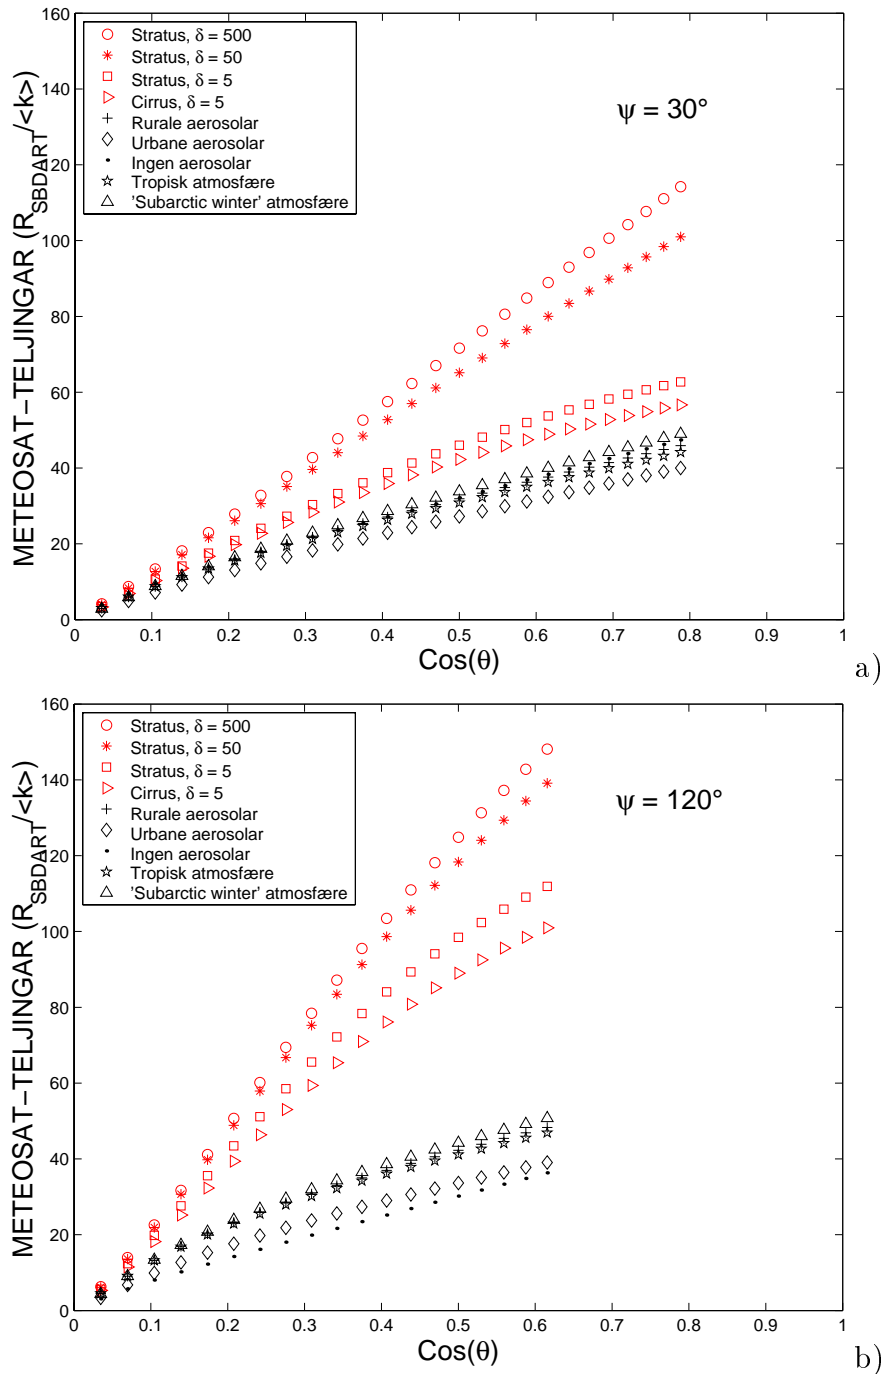 160
140
120
100
80
60
40
20
0
METEOSAT-TELJINGAR (R_SBDART/<k>)
Stratus, δ = 500
Stratus, δ = 50
Stratus, δ = 5
Cirrus, δ = 5
Rurale aerosolar
Urbane aerosolar
Ingen aerosolar
Tropisk atmosfære
'Subarctic winter' atmosfære
ψ = 30°
0 0.1 0.2 0.3 0.4 0.5 0.6 0.7 0.8 0.9 1
Cos(θ)
a)
160
140
120
100
80
60
40
20
0
METEOSAT-TELJINGAR (R_SBDART/<k>)
Stratus, δ = 500
Stratus, δ = 50
Stratus, δ = 5
Cirrus, δ = 5
Rurale aerosolar
Urbane aerosolar
Ingen aerosolar
Tropisk atmosfære
'Subarctic winter' atmosfære
ψ = 120°
0 0.1 0.2 0.3 0.4 0.5 0.6 0.7 0.8 0.9 1
Cos(θ)
b)